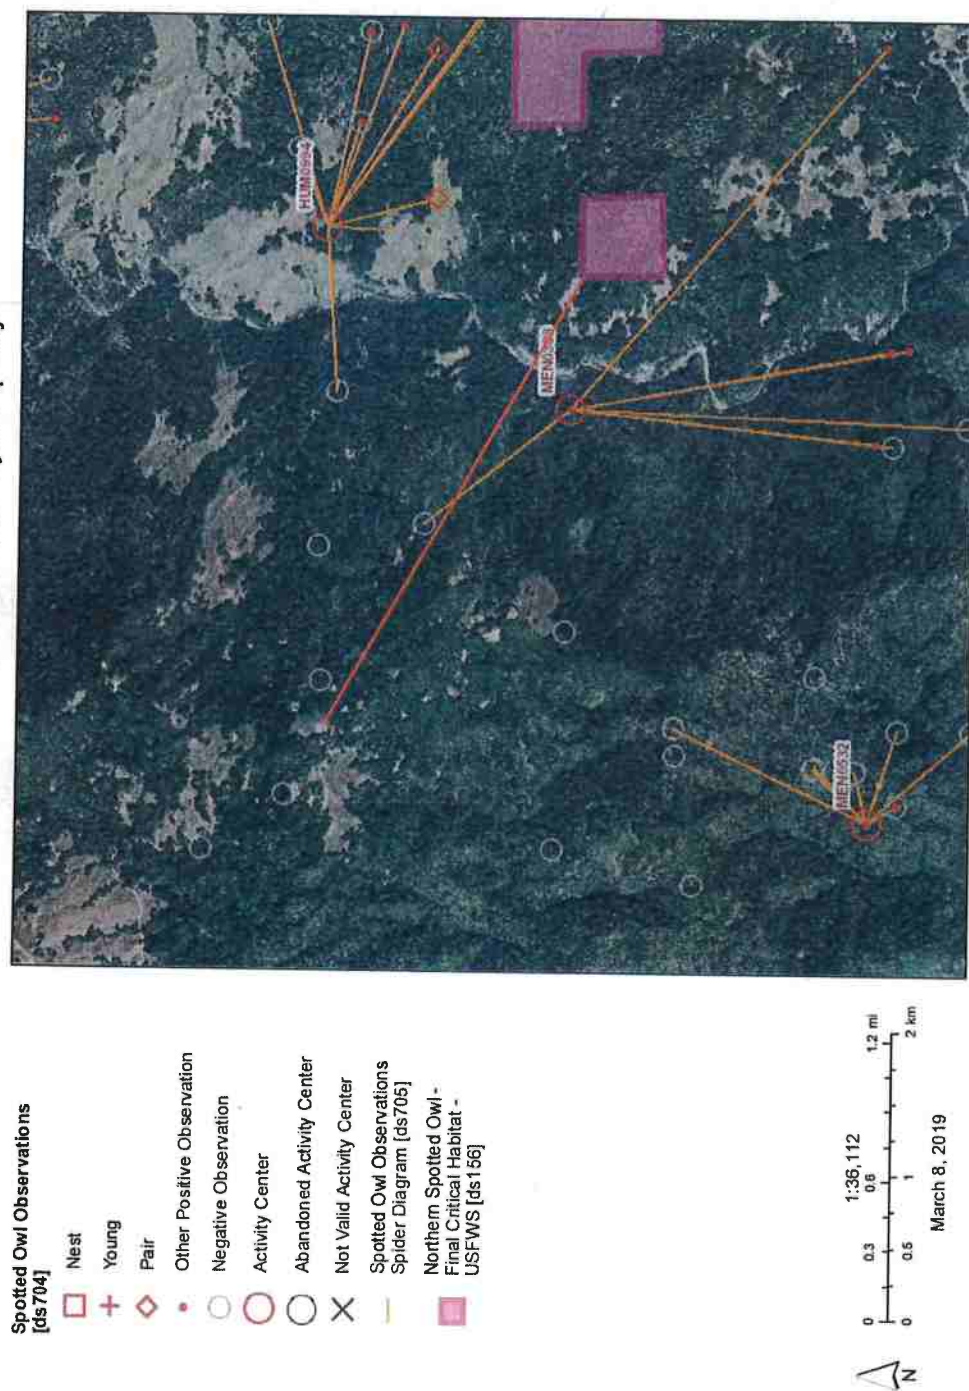 Spotted Owl Observations
[ds704]
Nest
Young
Pair
Other Positive Observation
Negative Observation
Activity Center
Abandoned Activity Center
Not Valid Activity Center
Spotted Owl Observations
Spider Diagram [ds705]
Northern Spotted Owl -
Final Critical Habitat -
USFWS [ds156]
HUM0994
MEN0532
1:36,112
0 0.3 0.6 1.2 mi
0 0.5 1 2 km
March 8, 2019
N